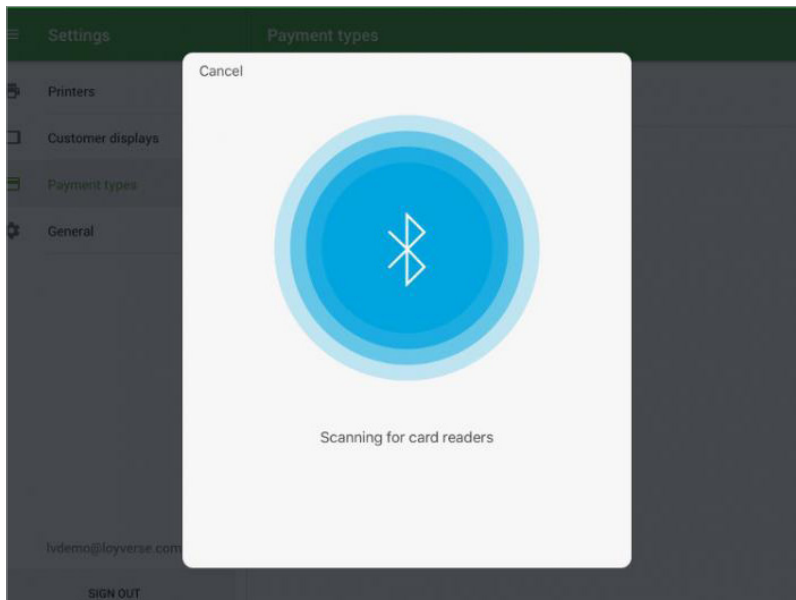 Settings
Payment types
Cancel
Printers
Customer displays
Payment types
General
Scanning for card readers
lvdemo@loyverse.com
SIGN OUT